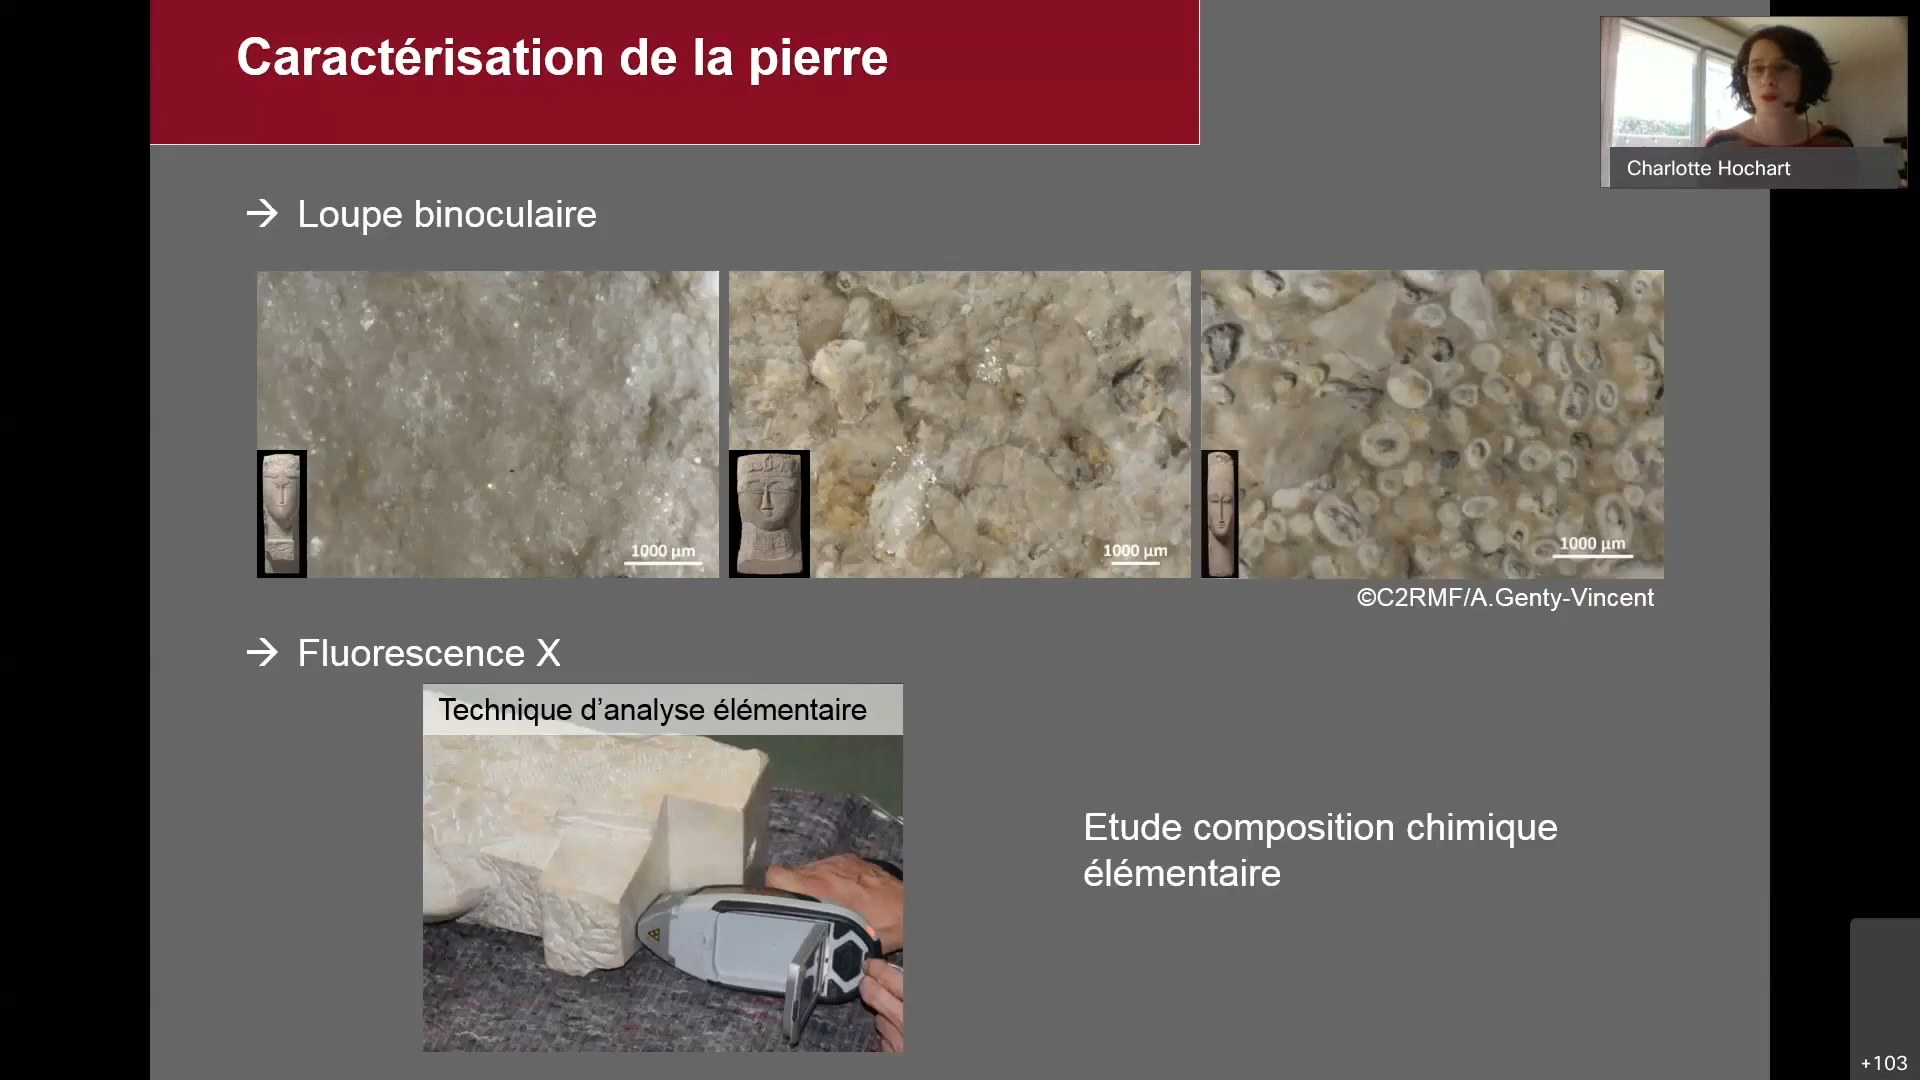 Caractérisation de la pierre
Charlotte Hochart
→ Loupe binoculaire
1000 µm
1000 µm
1000 µm
©C2RMF/A.Genty-Vincent
→ Fluorescence X
Technique d’analyse élémentaire
Etude composition chimique
élémentaire
+103